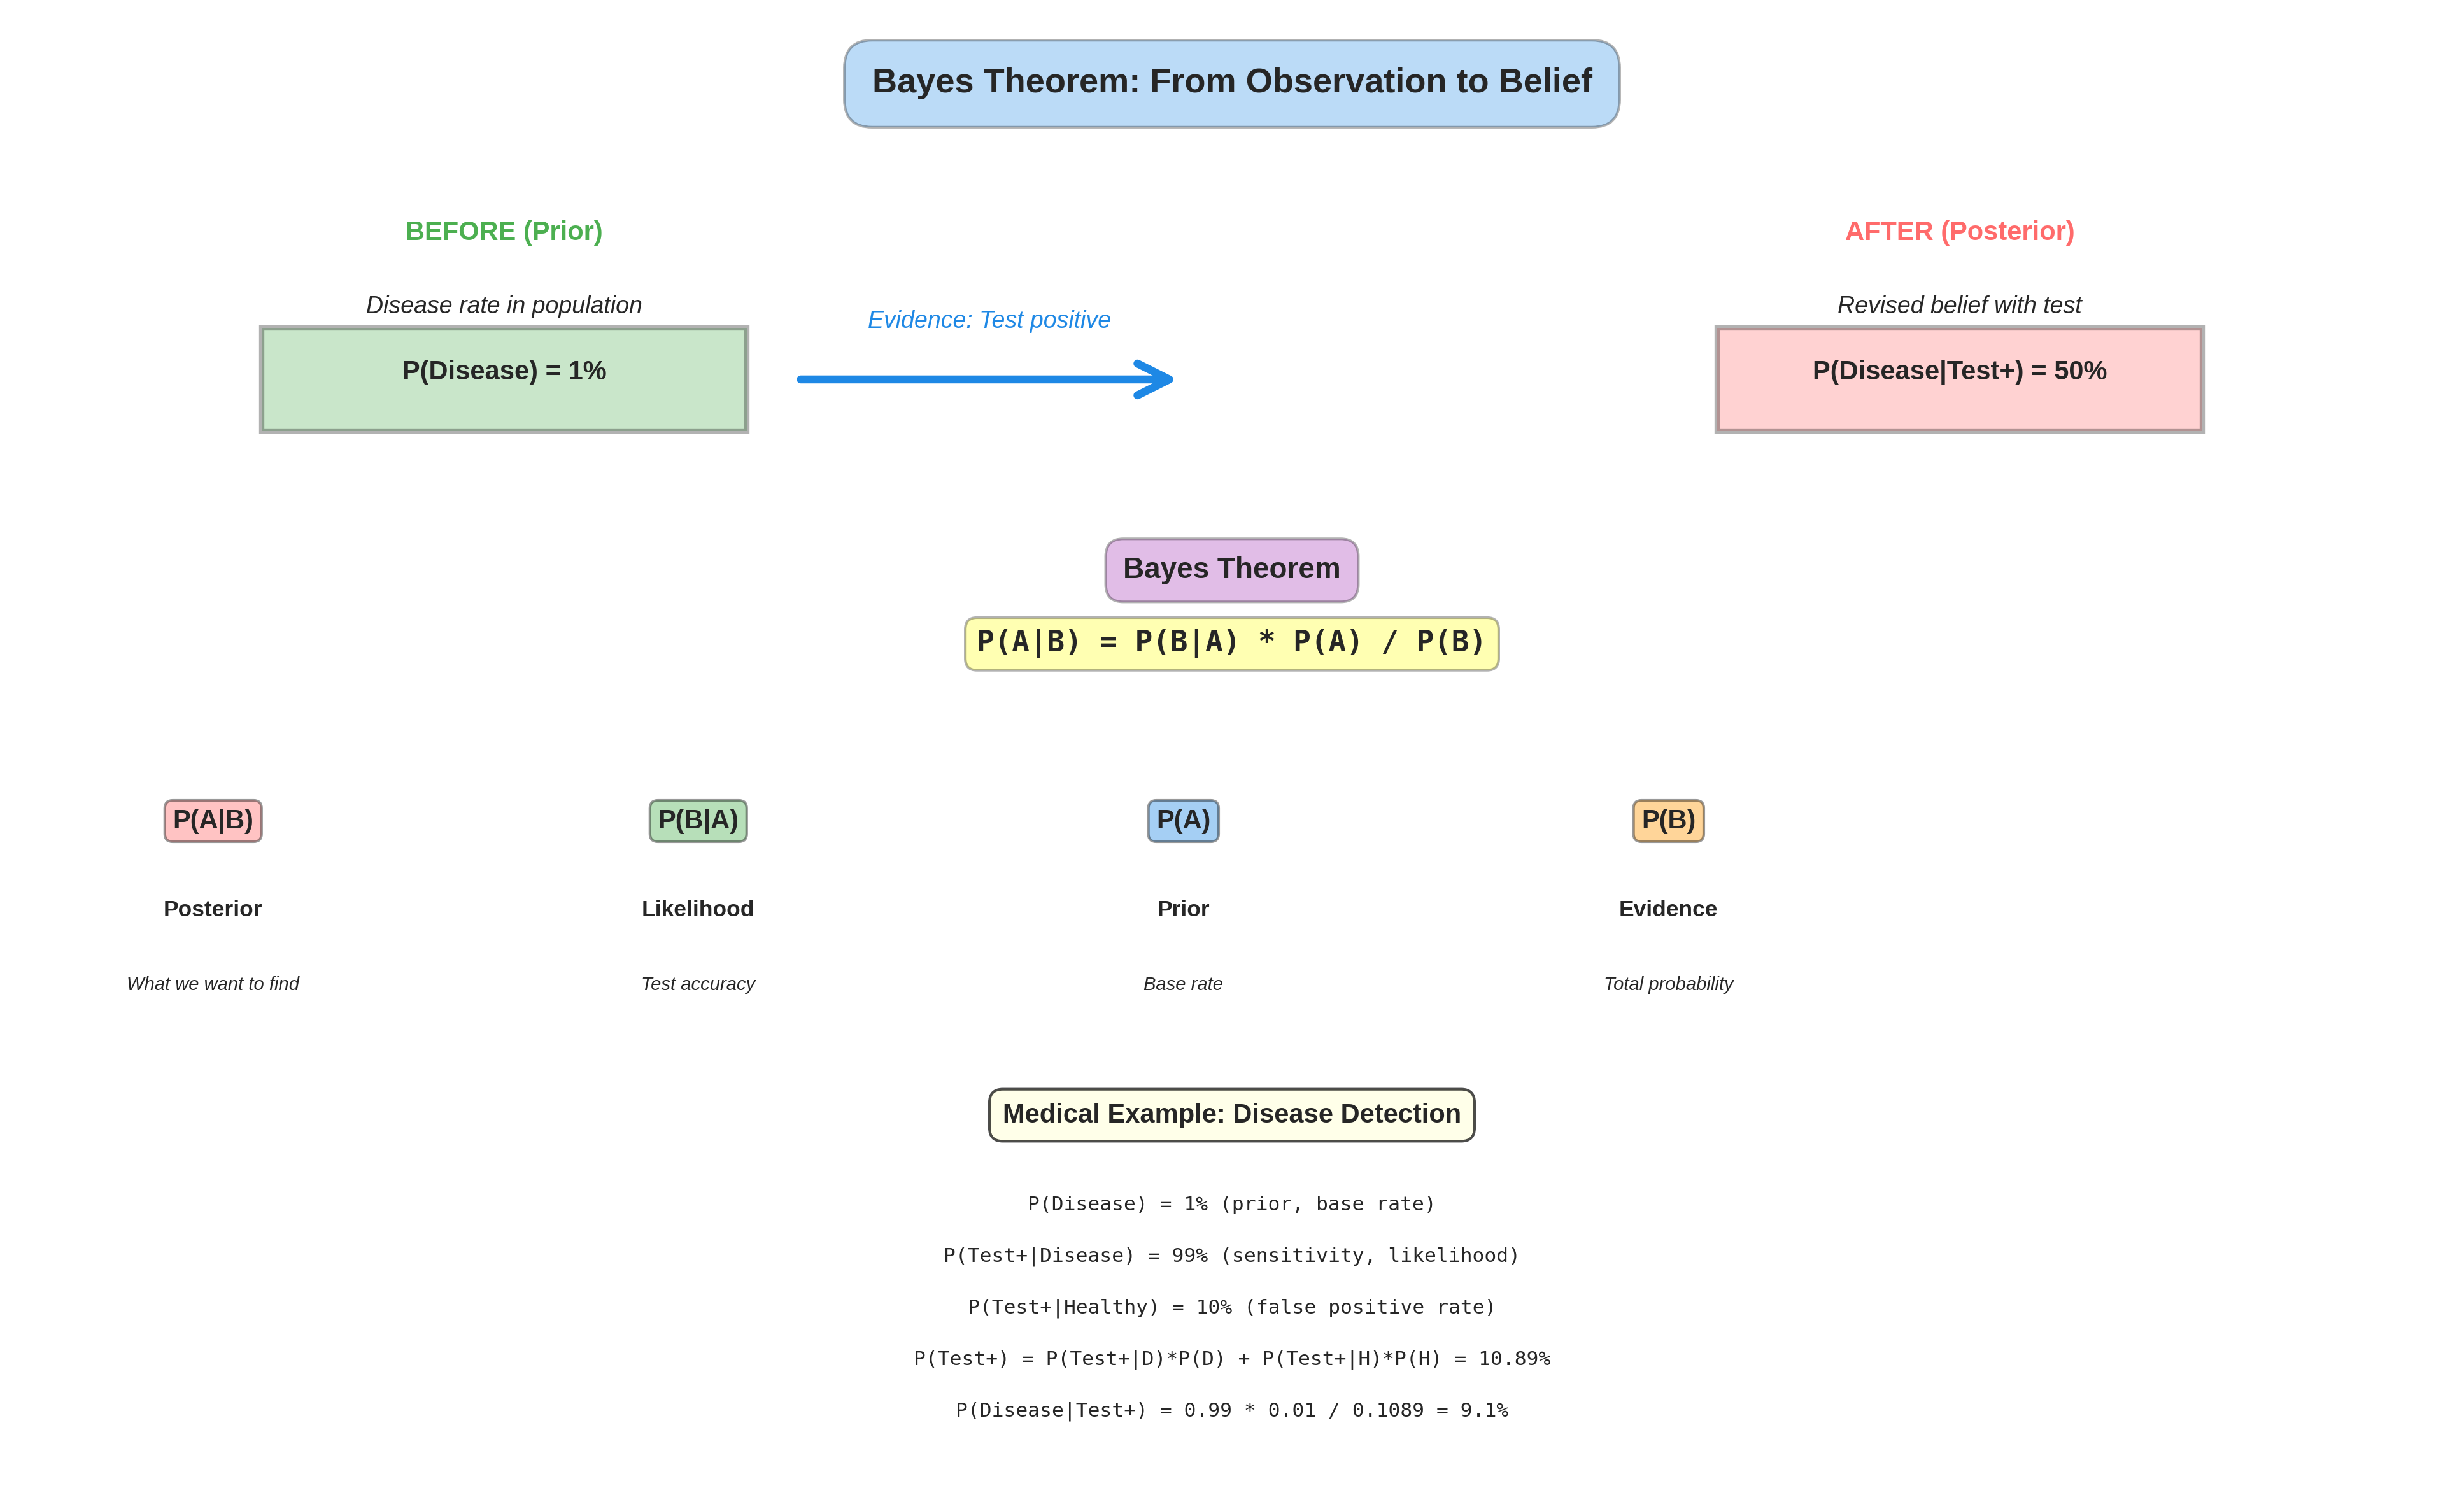 Bayes Theorem: From Observation to Belief
BEFORE (Prior)
Disease rate in population
P(Disease) = 1%
Evidence: Test positive
AFTER (Posterior)
Revised belief with test
P(Disease|Test+) = 50%
Bayes Theorem
P(A|B) = P(B|A) * P(A) / P(B)
P(A|B)
Posterior
What we want to find
P(B|A)
Likelihood
Test accuracy
P(A)
Prior
Base rate
P(B)
Evidence
Total probability
Medical Example: Disease Detection
P(Disease) = 1% (prior, base rate)
P(Test+|Disease) = 99% (sensitivity, likelihood)
P(Test+|Healthy) = 10% (false positive rate)
P(Test+) = P(Test+|D)*P(D) + P(Test+|H)*P(H) = 10.89%
P(Disease|Test+) = 0.99 * 0.01 / 0.1089 = 9.1%